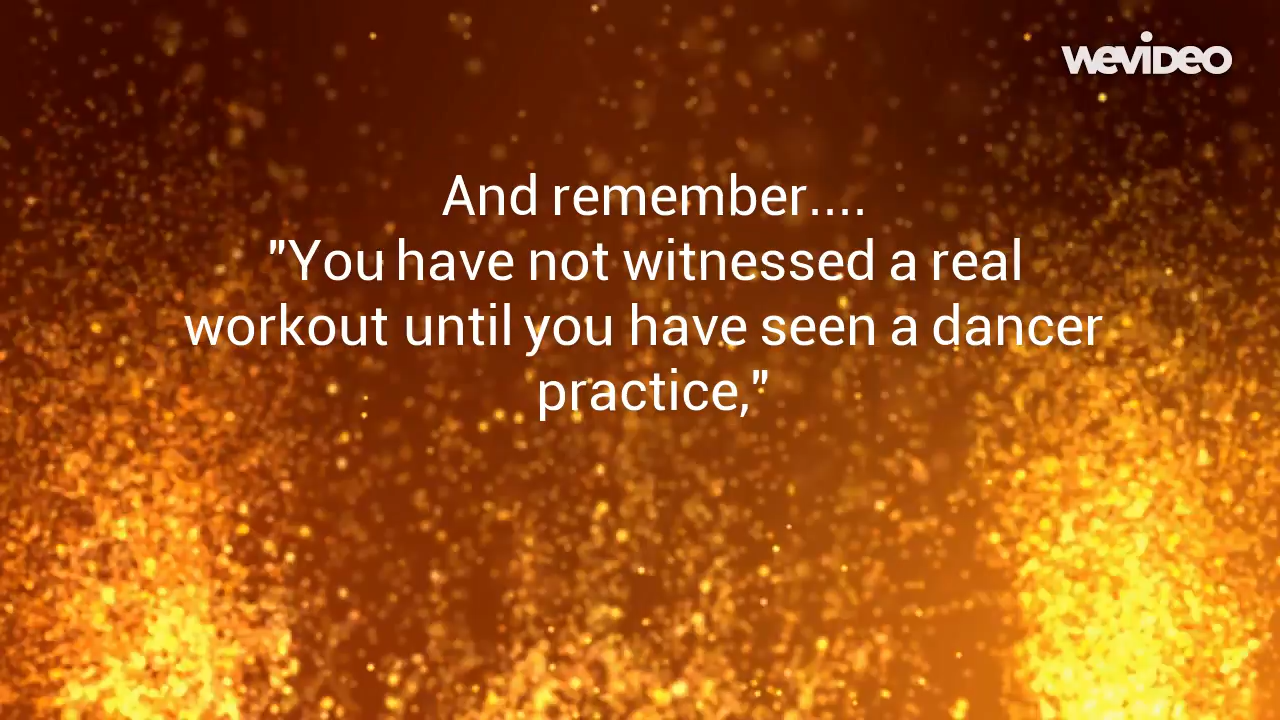 wevideo
And remember....
"You have not witnessed a real
workout until you have seen a dancer
practice,"